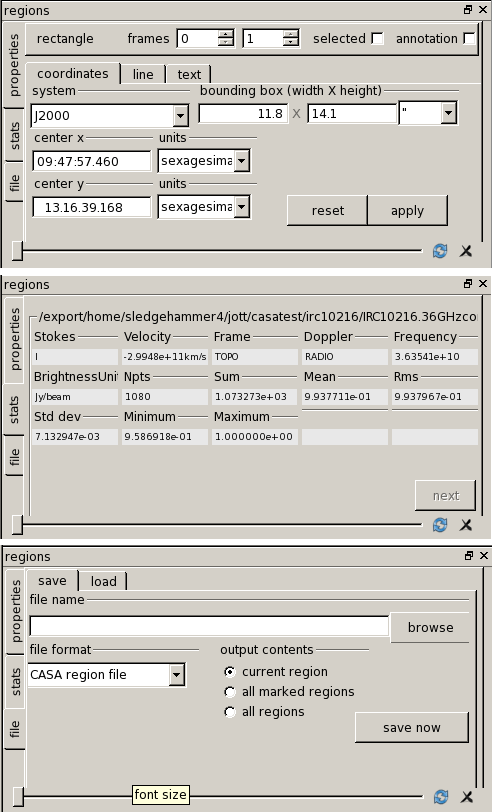 regions
properties
stats
file
rectangle frames 0 1 selected annotation
coordinates line text
system bounding box (width X height)
J2000 11.8 X 14.1 "
center x units
09:47:57.460 sexagesima
center y units
13.16.39.168 sexagesima
reset apply
regions
properties
stats
file
/export/home/sledgehammer4/jott/casatest/irc10216/IRC10216.36GHzco
Stokes Velocity Frame Doppler Frequency
I -2.9948e+11km/s TOPO RADIO 3.63541e+10
BrightnessUni Npts Sum Mean Rms
Jy/beam 1080 1.073273e+03 9.937711e-01 9.937967e-01
Std dev Minimum Maximum
7.132947e-03 9.586918e-01 1.000000e+00
next
regions
properties
stats
file
save load
file name
browse
file format output contents
CASA region file current region
all marked regions
all regions
save now
font size